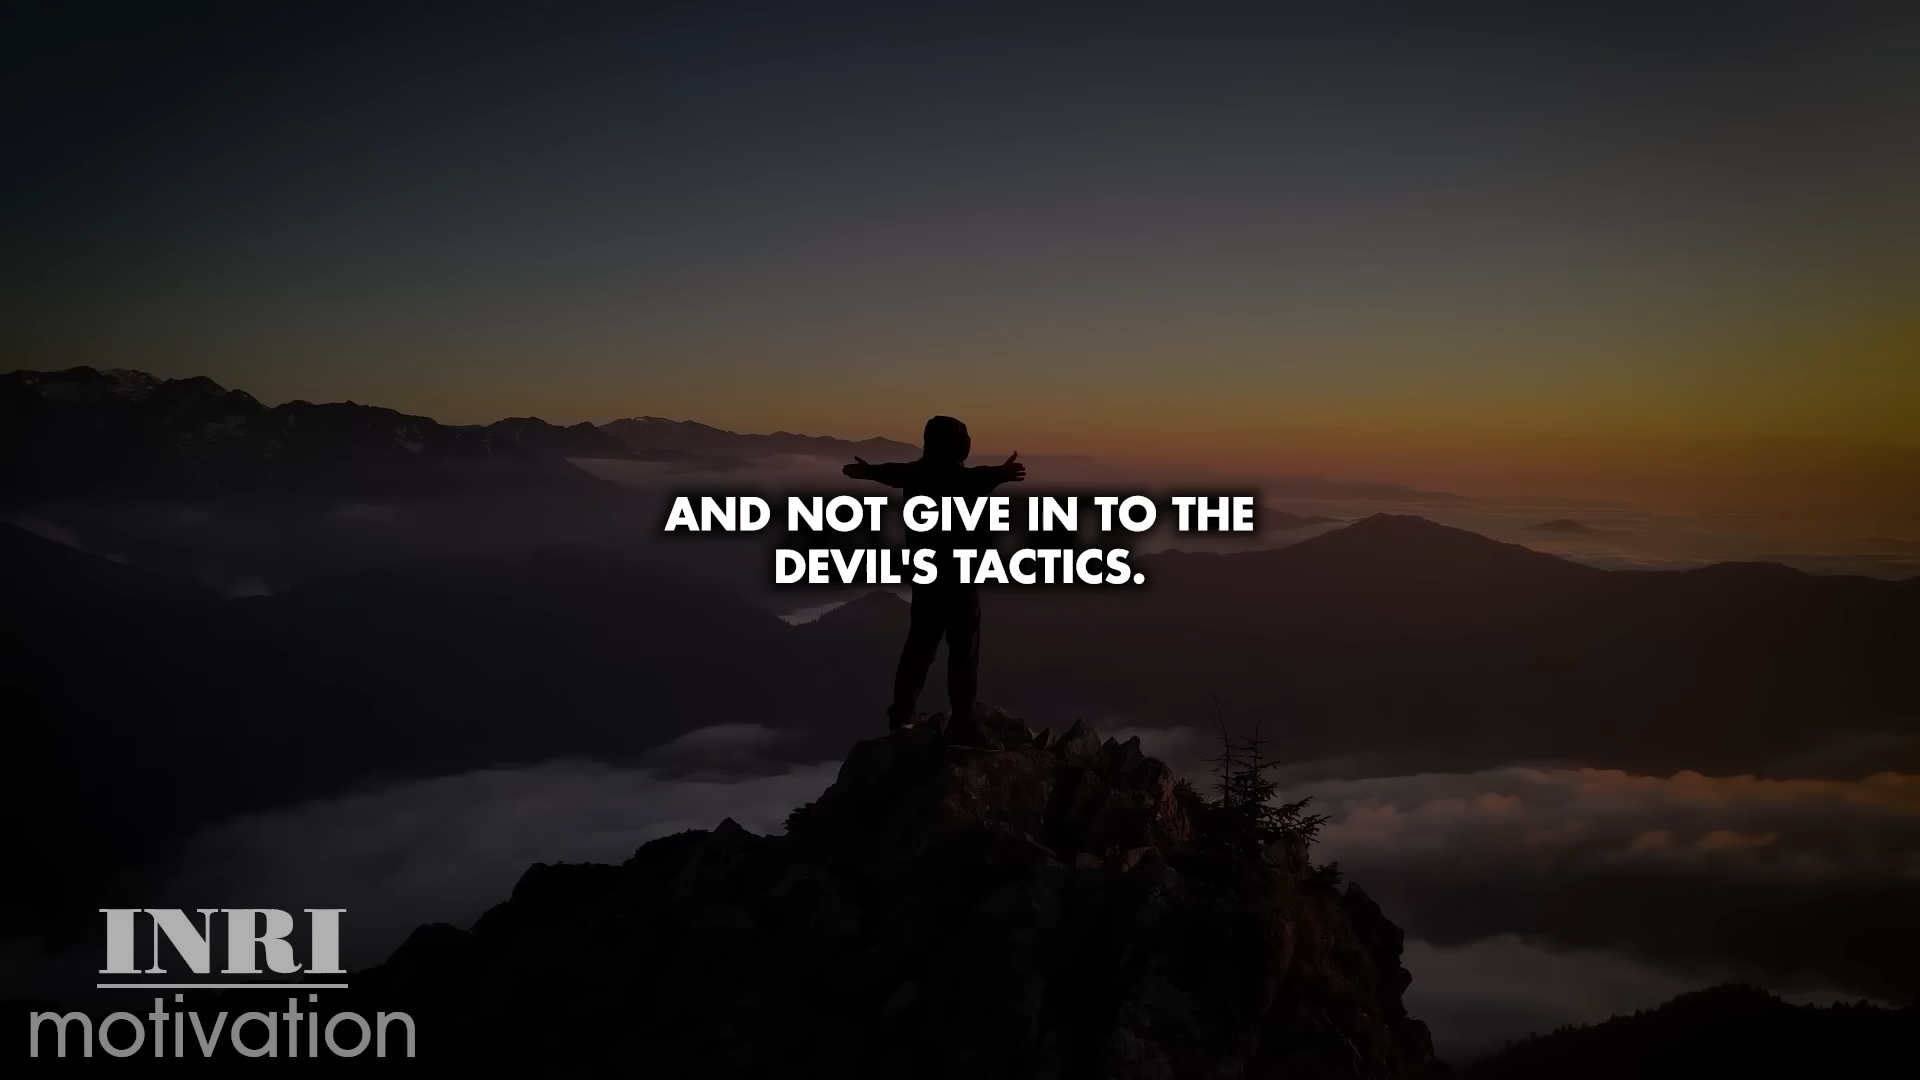 AND NOT GIVE IN TO THE
DEVIL'S TACTICS.
INRI
motivation